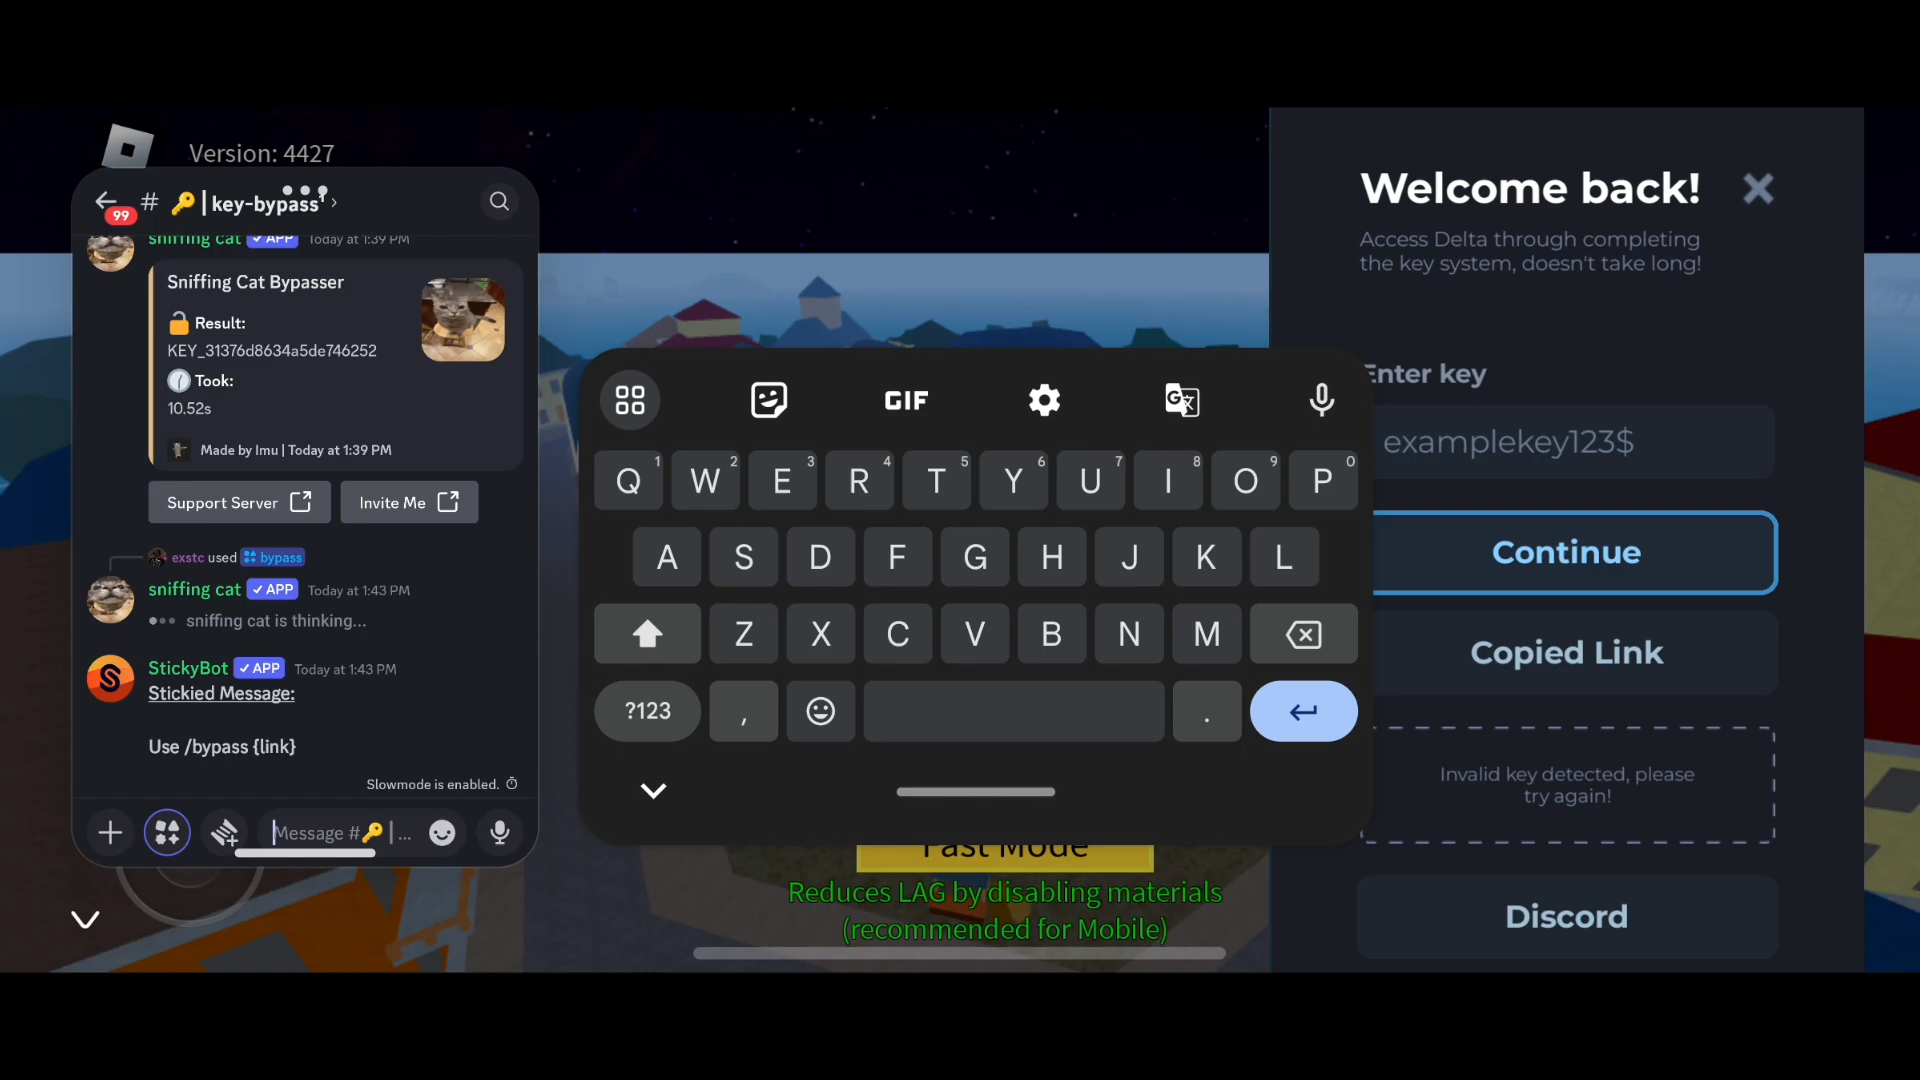 Version: 4427
99
# 🔑 | key-bypass
sniffing cat ✓ APP Today at 1:39 PM
Sniffing Cat Bypasser
Result:
KEY_31376d8634a5de746252
Took:
10.52s
Made by Imu | Today at 1:39 PM
Support Server
Invite Me
exstc used bypass
sniffing cat ✓ APP Today at 1:43 PM
sniffing cat is thinking...
StickyBot ✓ APP Today at 1:43 PM
Stickied Message:
Use /bypass {link}
Slowmode is enabled.
Message #🔑 | ...
GIF
Q 1 W 2 E 3 R 4 T 5 Y 6 U 7 I 8 O 9 P 0
A S D F G H J K L
Z X C V B N M
?123 , .
Fast Mode
Reduces LAG by disabling materials
(recommended for Mobile)
Welcome back!
Access Delta through completing
the key system, doesn't take long!
Enter key
examplekey123$
Continue
Copied Link
Invalid key detected, please
try again!
Discord